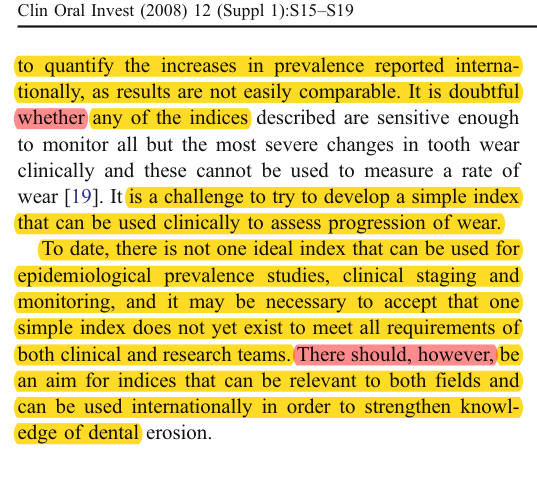 Clin Oral Invest (2008) 12 (Suppl 1):S15–S19
to quantify the increases in prevalence reported interna-
tionally, as results are not easily comparable. It is doubtful
whether any of the indices described are sensitive enough
to monitor all but the most severe changes in tooth wear
clinically and these cannot be used to measure a rate of
wear [19]. It is a challenge to try to develop a simple index
that can be used clinically to assess progression of wear.
To date, there is not one ideal index that can be used for
epidemiological prevalence studies, clinical staging and
monitoring, and it may be necessary to accept that one
simple index does not yet exist to meet all requirements of
both clinical and research teams. There should, however, be
an aim for indices that can be relevant to both fields and
can be used internationally in order to strengthen knowl-
edge of dental erosion.